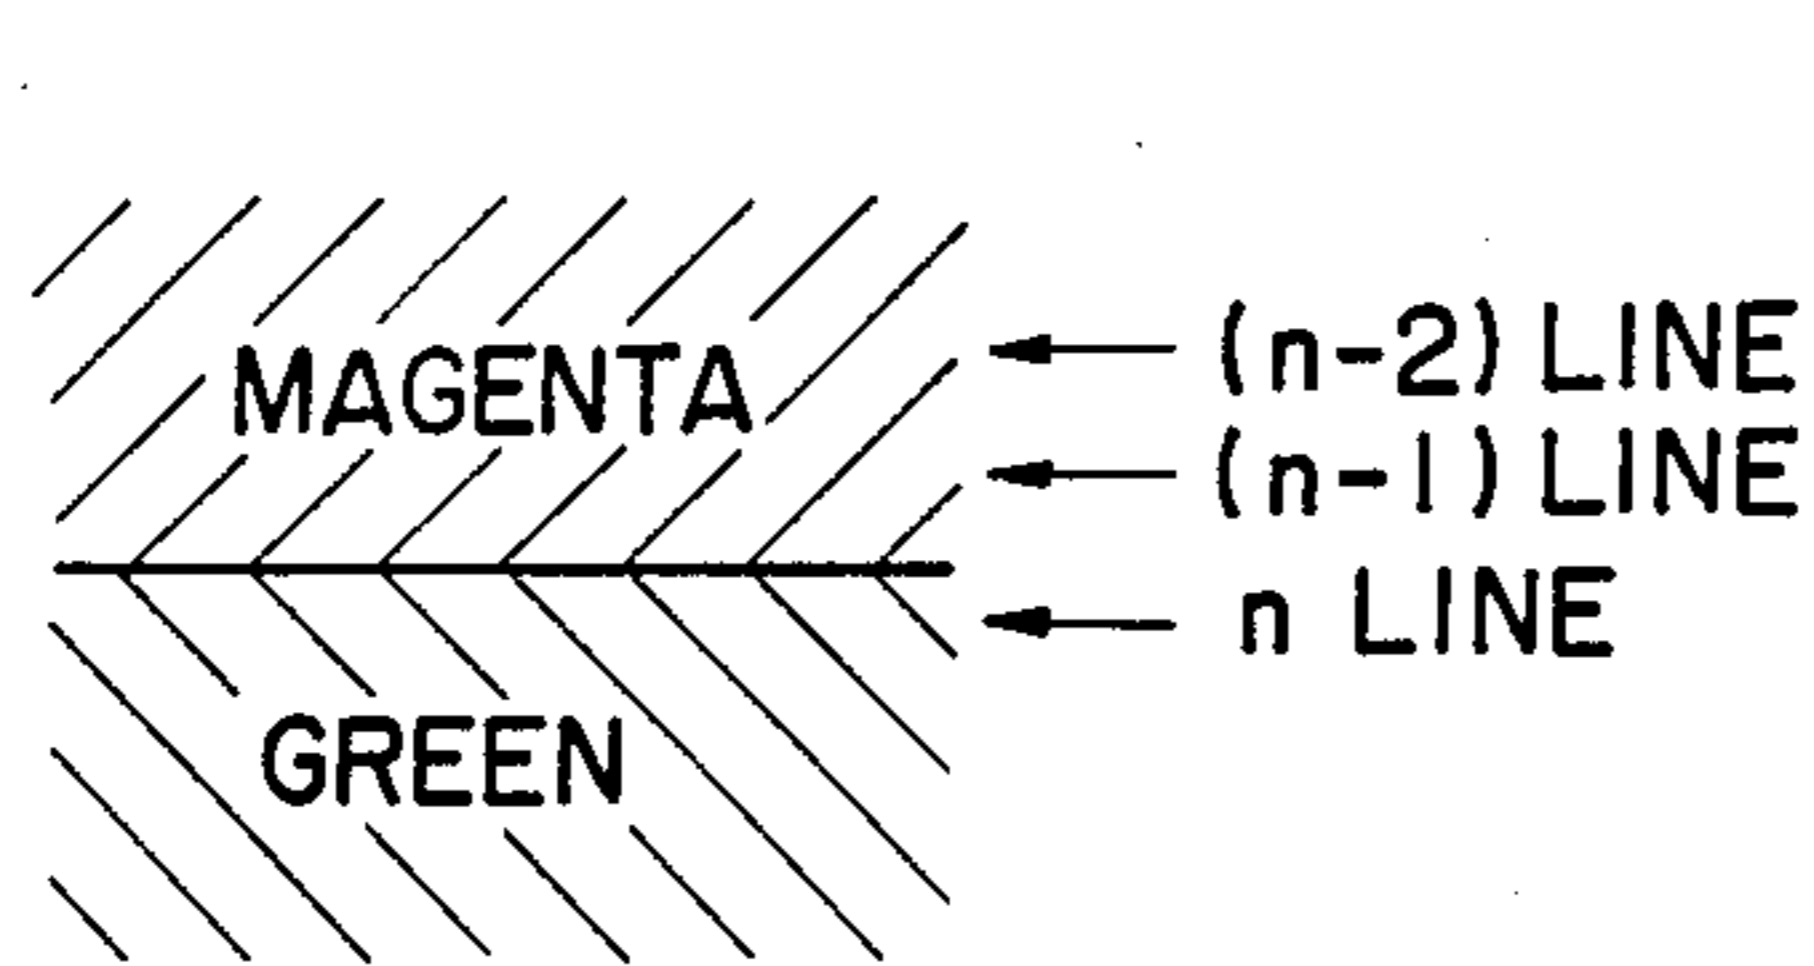 MAGENTA
(n-2) LINE
(n-1) LINE
n LINE
GREEN